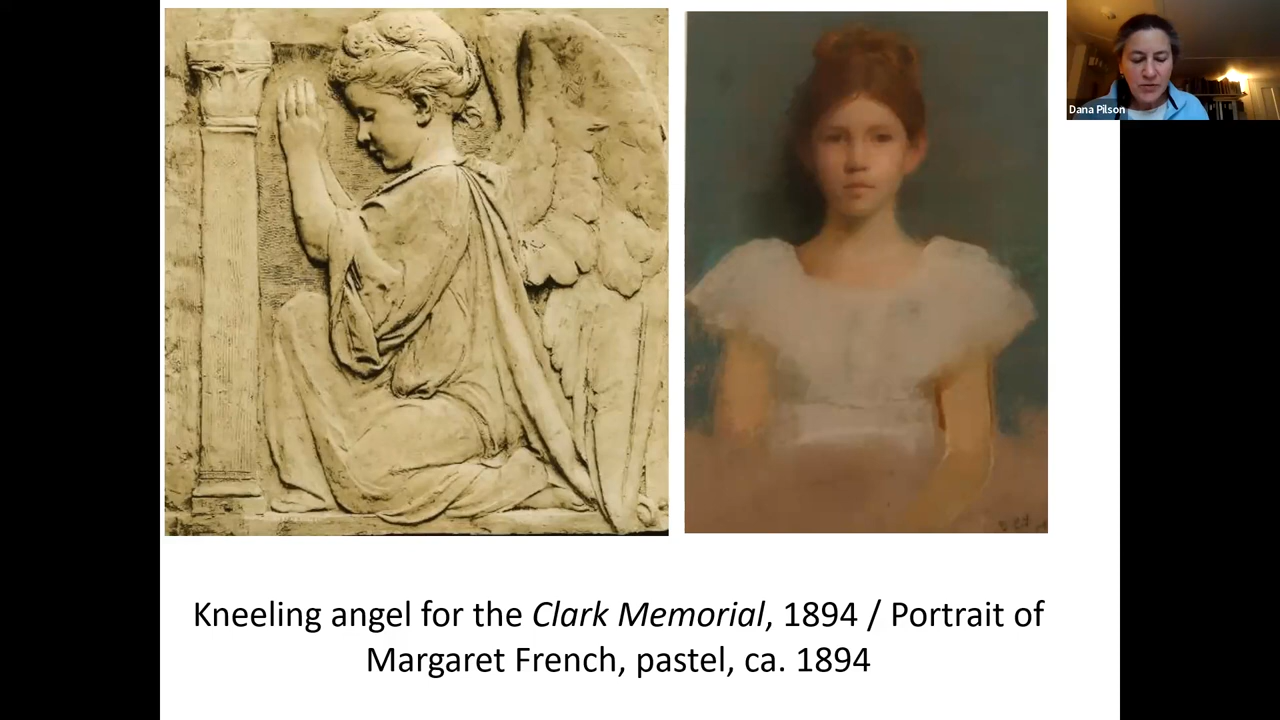 Dana Pilson
Kneeling angel for the Clark Memorial, 1894 / Portrait of
Margaret French, pastel, ca. 1894